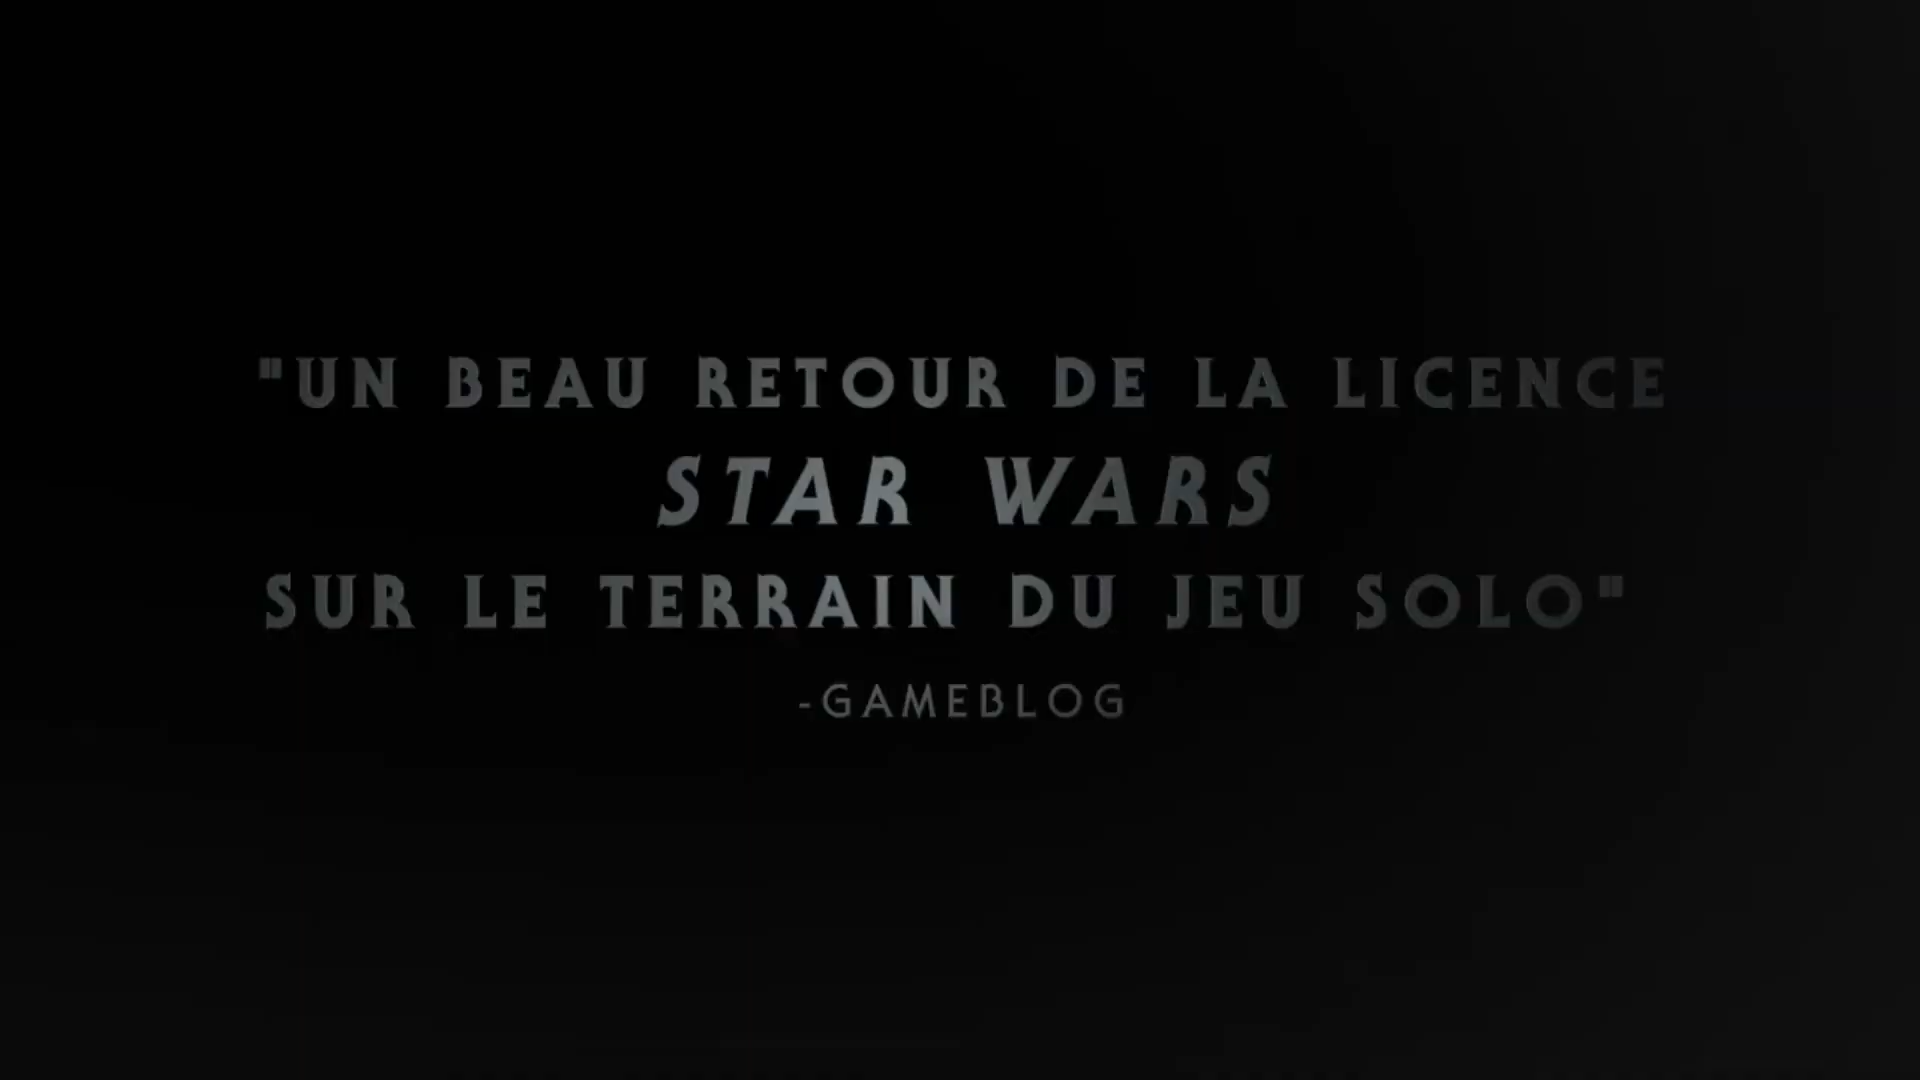 "UN BEAU RETOUR DE LA LICENCE
STAR WARS
SUR LE TERRAIN DU JEU SOLO"
-GAMEBLOG